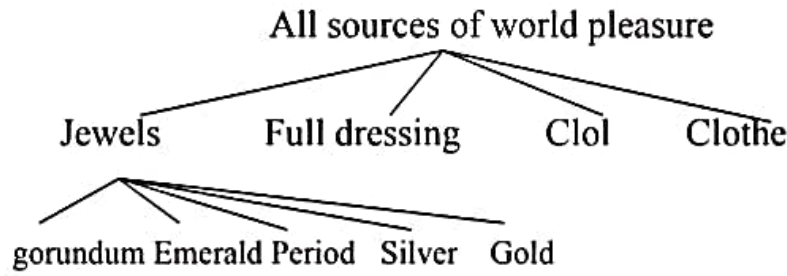 All sources of world pleasure
Jewels Full dressing Clol Clothe
gorundum Emerald Period Silver Gold